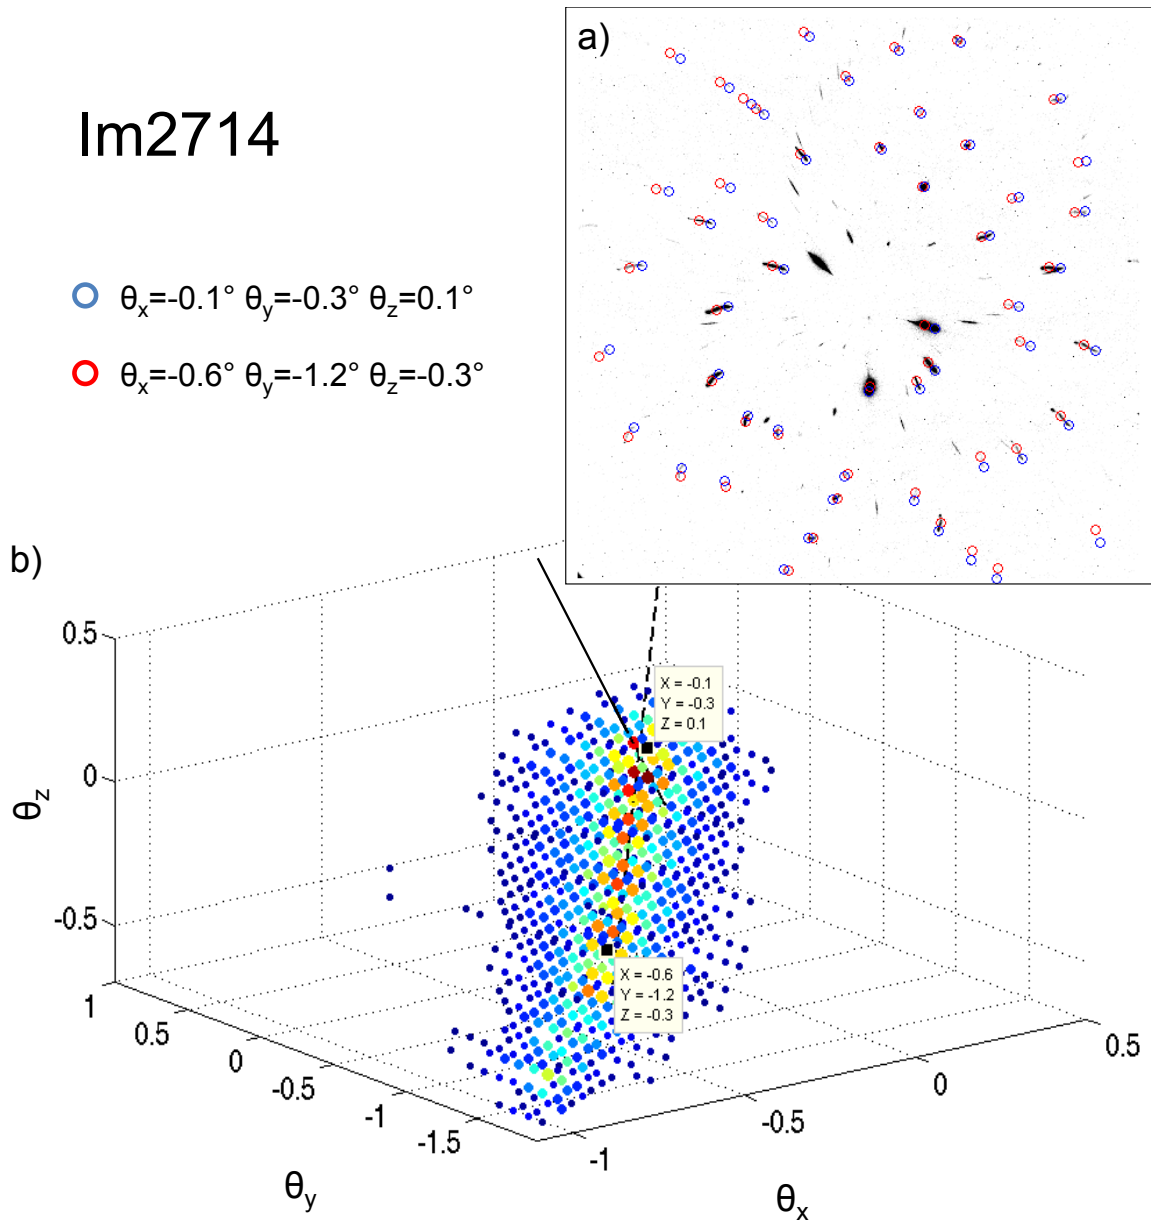 a)
Im2714
θx=-0.1° θy=-0.3° θz=0.1°
θx=-0.6° θy=-1.2° θz=-0.3°
b)
0.5
0
-0.5
θz
X = -0.1
Y = -0.3
Z = 0.1
X = -0.6
Y = -1.2
Z = -0.3
1
0.5
0
-0.5
-1
-1.5
θy
-1
-0.5
0
0.5
θx